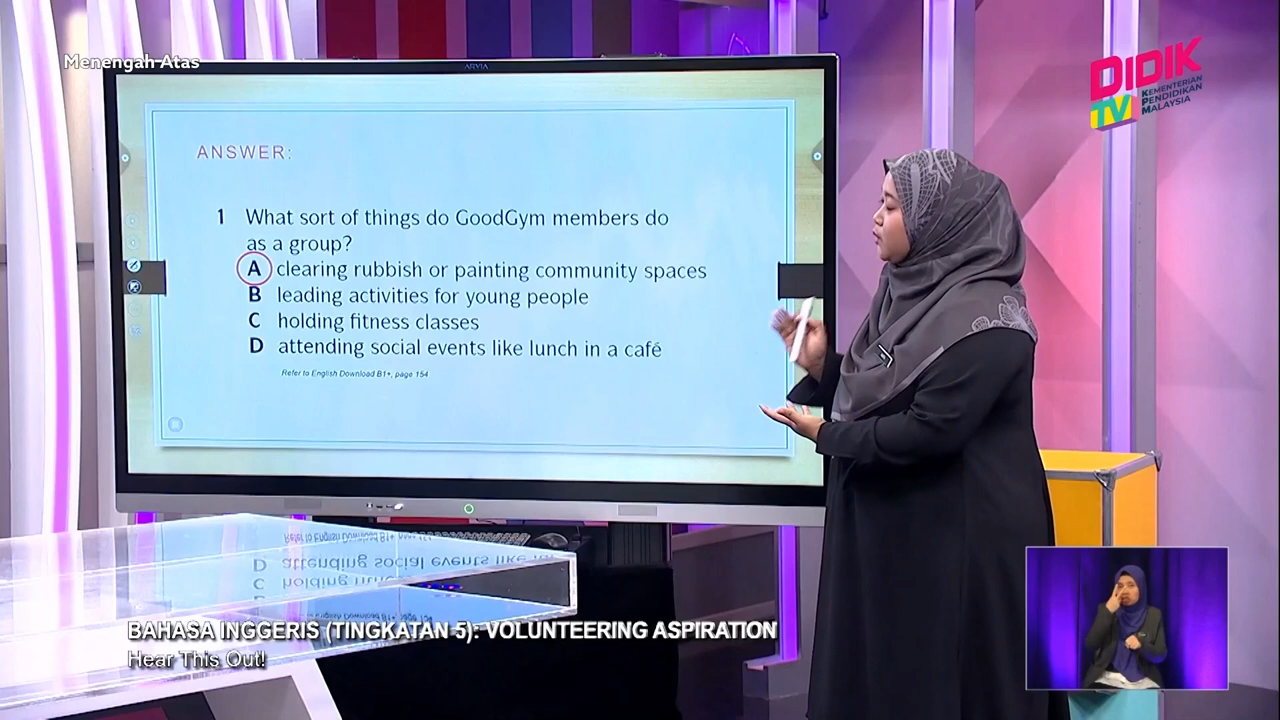 Menengah Atas
ARVIA
DIDIK
TV
KEMENTERIAN
PENDIDIKAN
MALAYSIA
ANSWER:
1 What sort of things do GoodGym members do
as a group?
A clearing rubbish or painting community spaces
B leading activities for young people
C holding fitness classes
D attending social events like lunch in a café
Refer to English Download B1+, page 154
BAHASA INGGERIS (TINGKATAN 5): VOLUNTEERING ASPIRATION
Hear This Out!